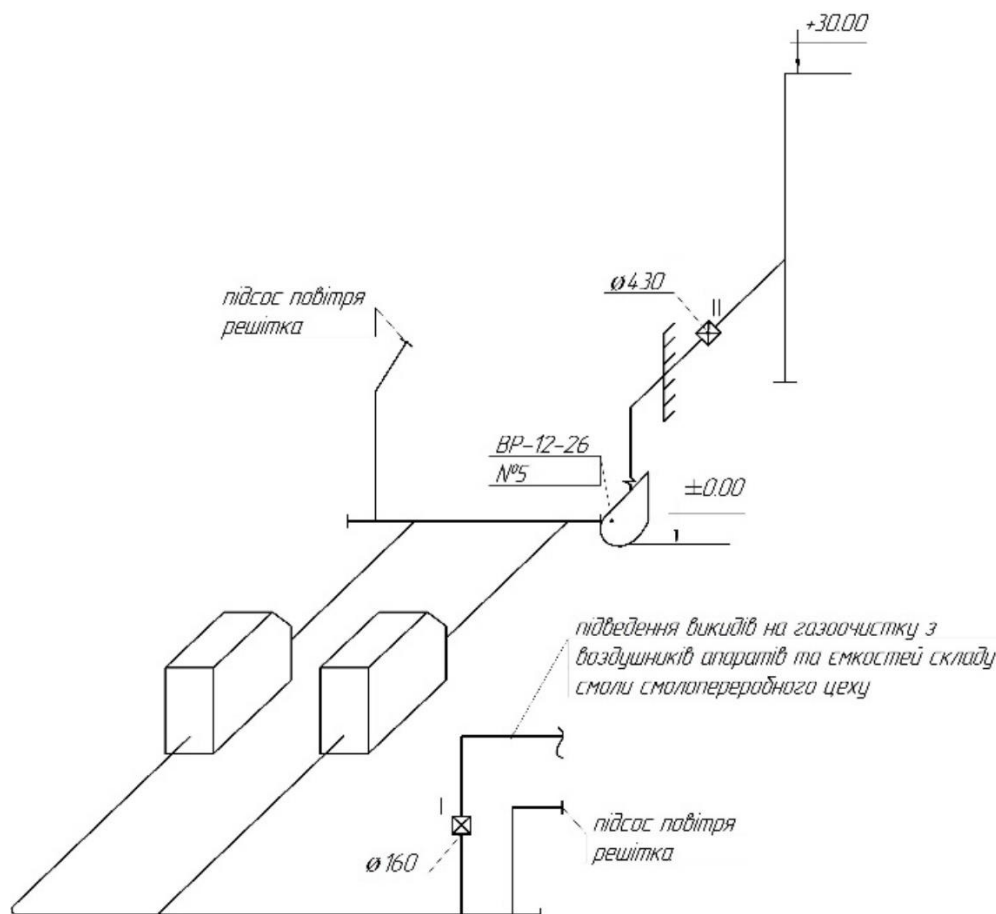 +30.00
ø430
II
підсос повітря
решітка
ВР-12-26
№5
±0.00
підведення викидів на газоочистку з
воздушників апаратів та ємкостей складу
смоли смолопереробного цеху
I
ø160
підсос повітря
решітка